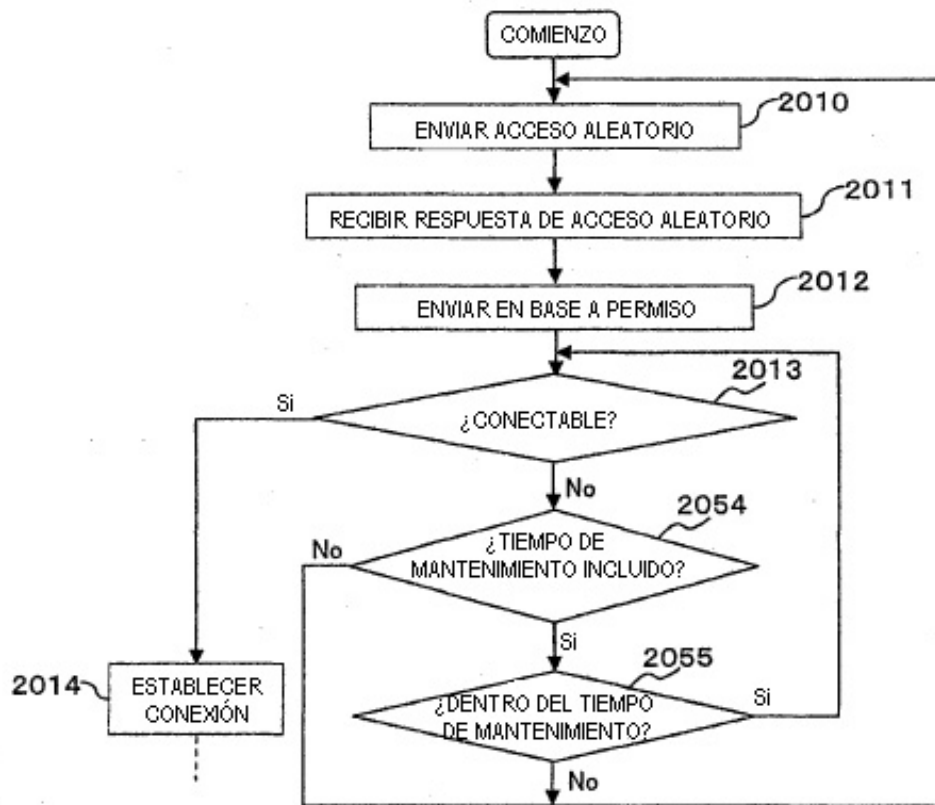 COMIENZO
2010
ENVIAR ACCESO ALEATORIO
2011
RECIBIR RESPUESTA DE ACCESO ALEATORIO
2012
ENVIAR EN BASE A PERMISO
2013
Si
¿CONECTABLE?
No
2054
No
¿TIEMPO DE
MANTENIMIENTO INCLUIDO?
Si
2055
2014
ESTABLECER
CONEXIÓN
¿DENTRO DEL TIEMPO
DE MANTENIMIENTO?
Si
No